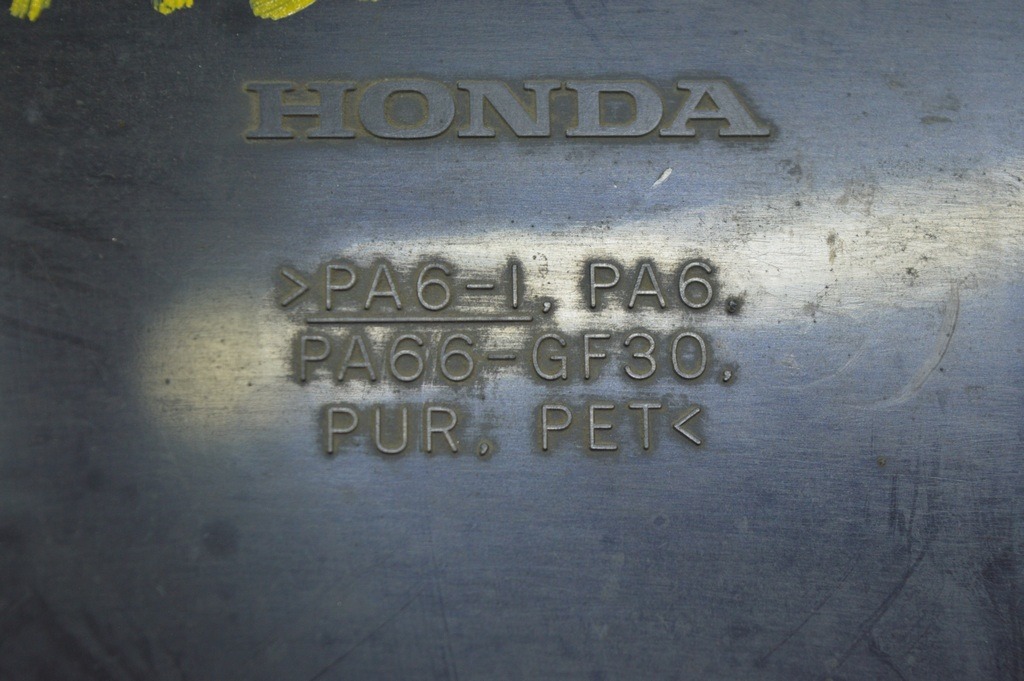 HONDA
>PA6-I, PA6,
PA66-GF30,
PUR, PET<